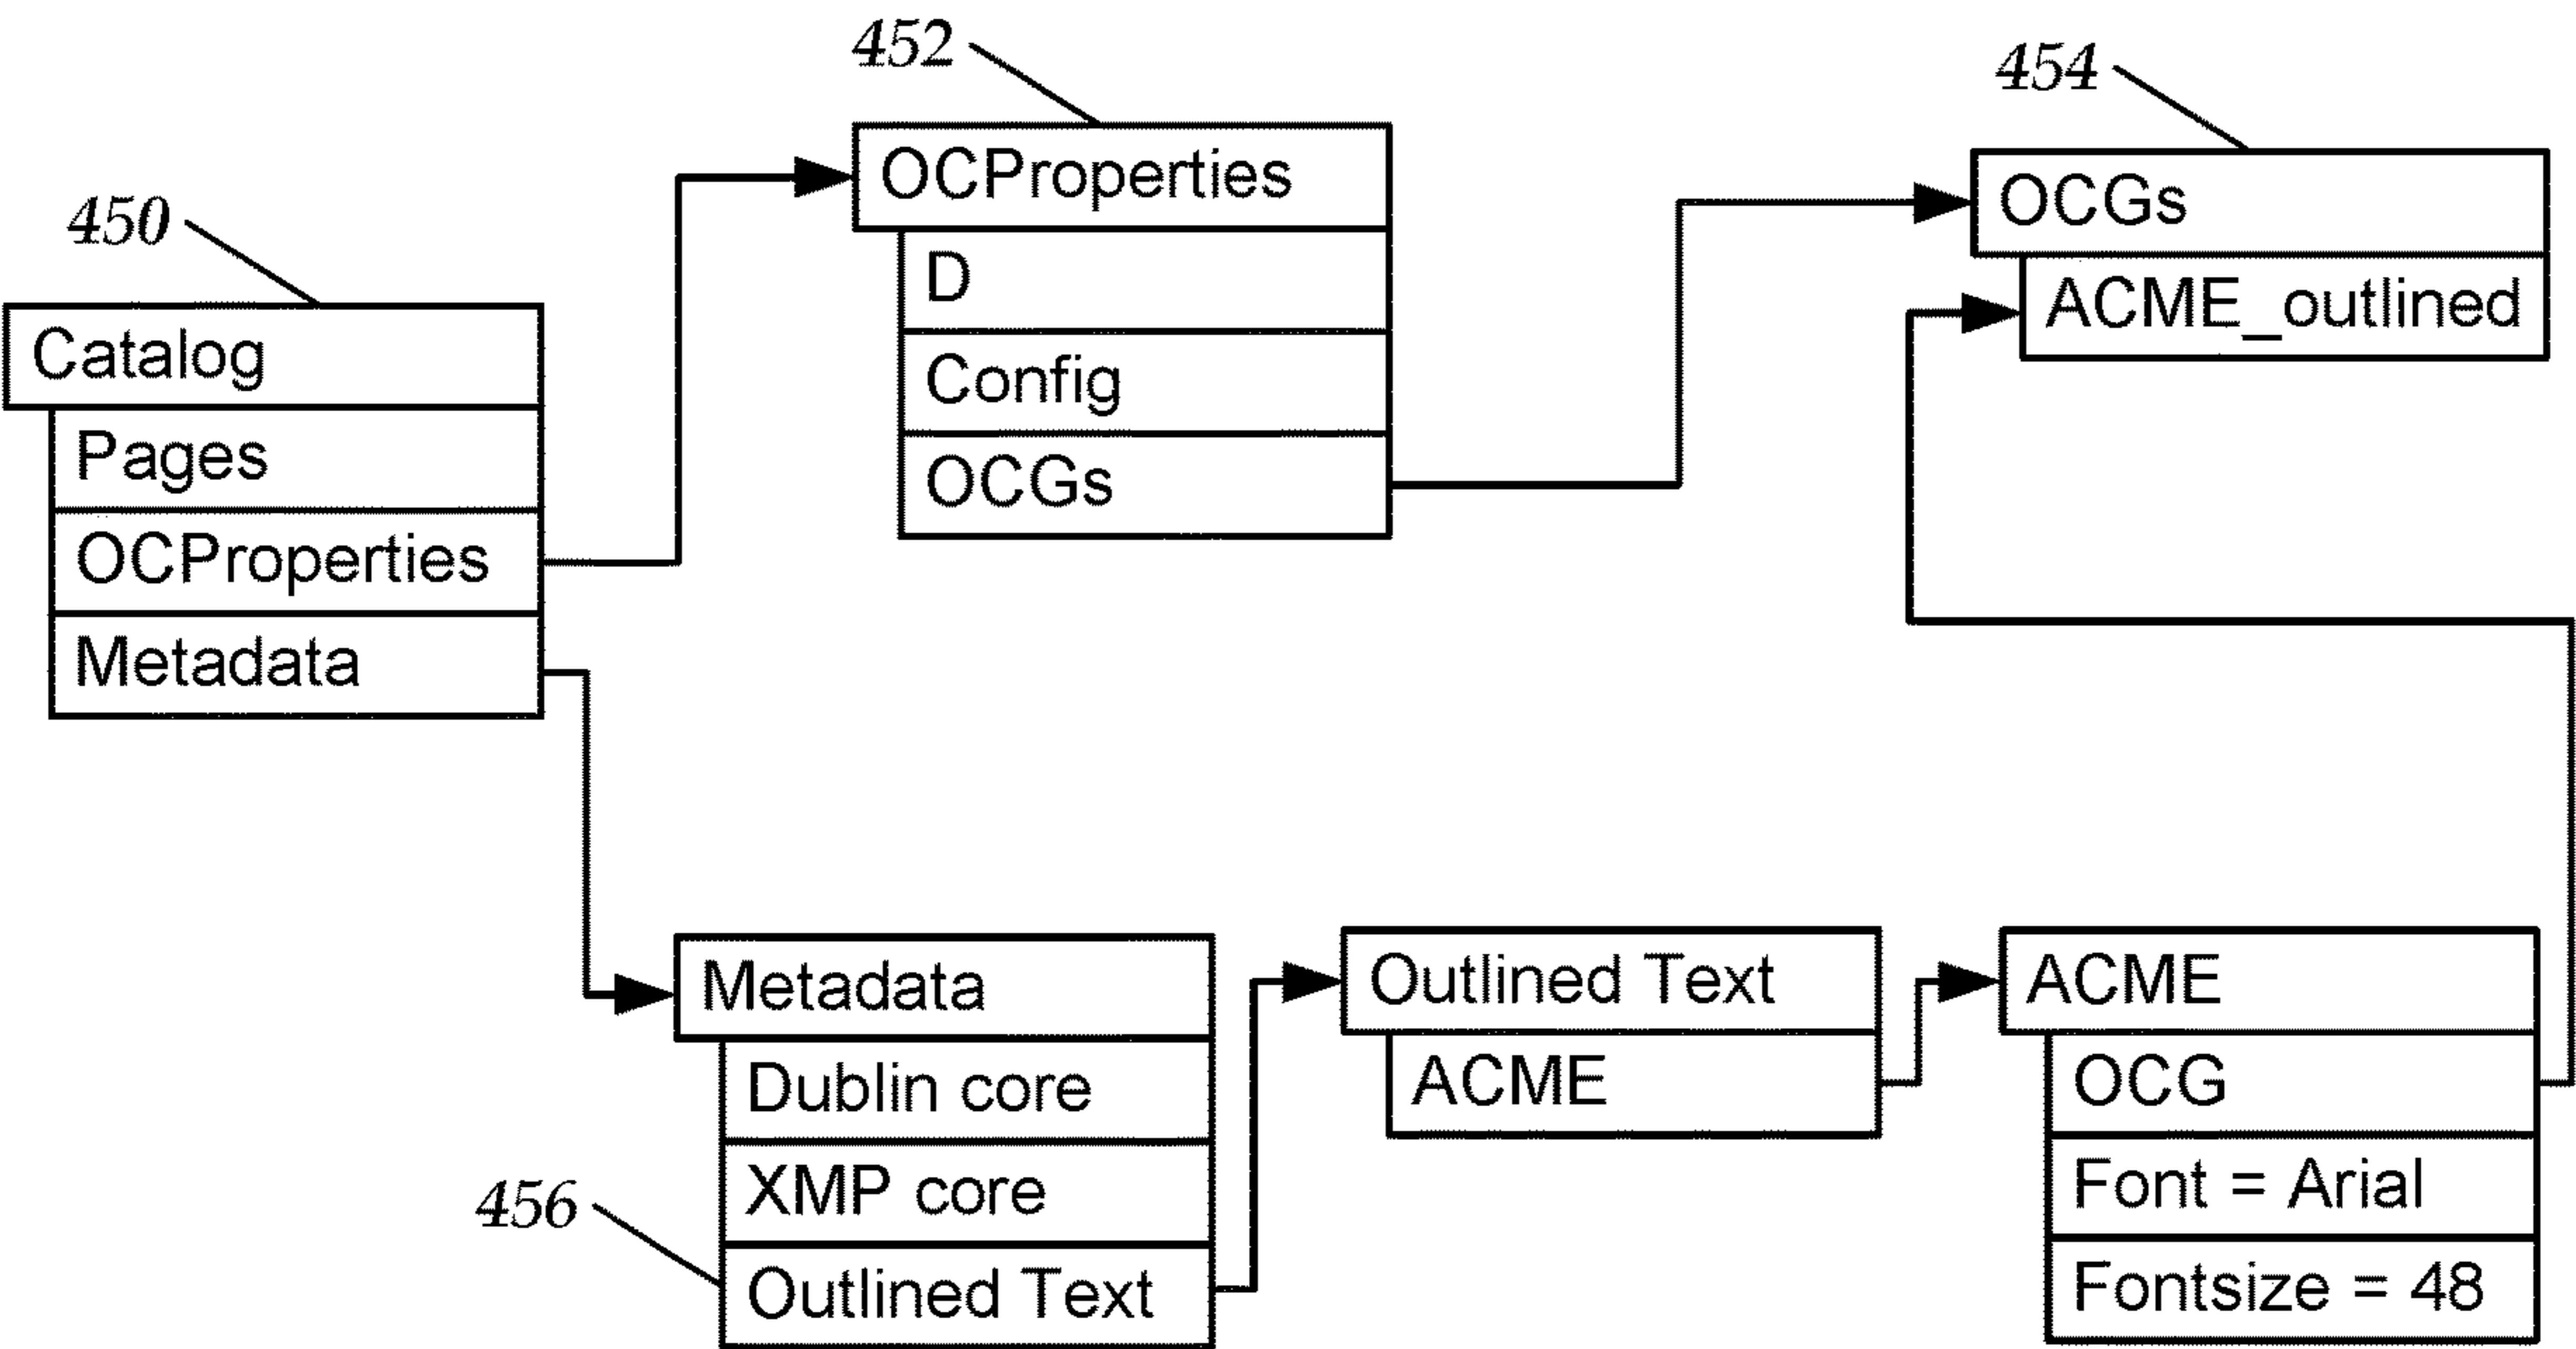 452
454
450
OCProperties
D
Config
OCGs
OCGs
ACME_outlined
Catalog
Pages
OCProperties
Metadata
Metadata
Dublin core
XMP core
Outlined Text
456
Outlined Text
ACME
ACME
OCG
Font = Arial
Fontsize = 48